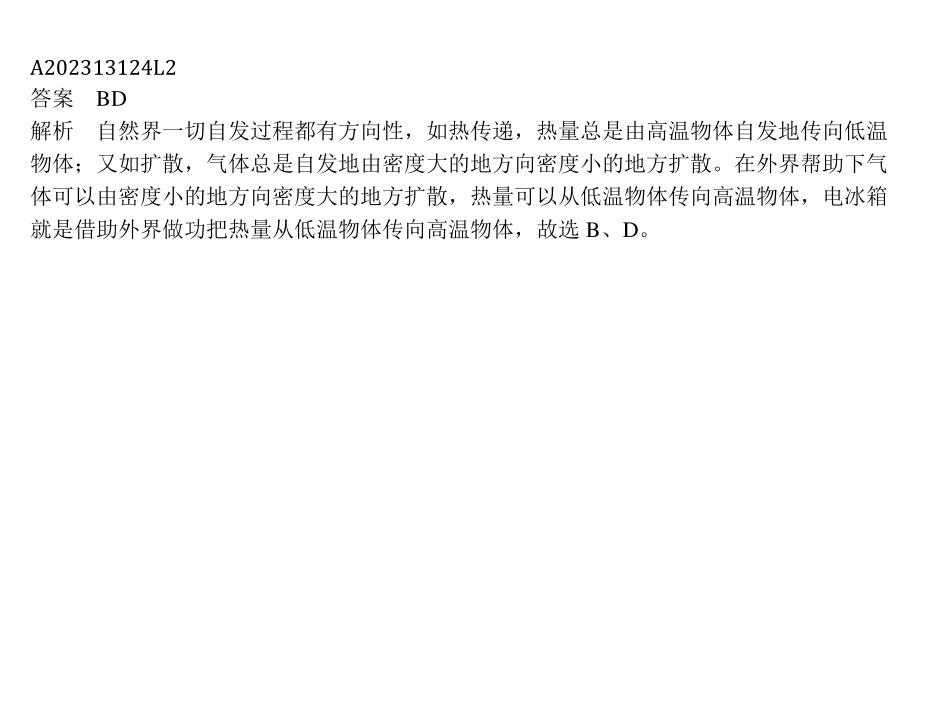 A202313124L2
答案　BD
解析　自然界一切自发过程都有方向性，如热传递，热量总是由高温物体自发地传向低温
物体；又如扩散，气体总是自发地由密度大的地方向密度小的地方扩散。在外界帮助下气
体可以由密度小的地方向密度大的地方扩散，热量可以从低温物体传向高温物体，电冰箱
就是借助外界做功把热量从低温物体传向高温物体，故选 B、D。